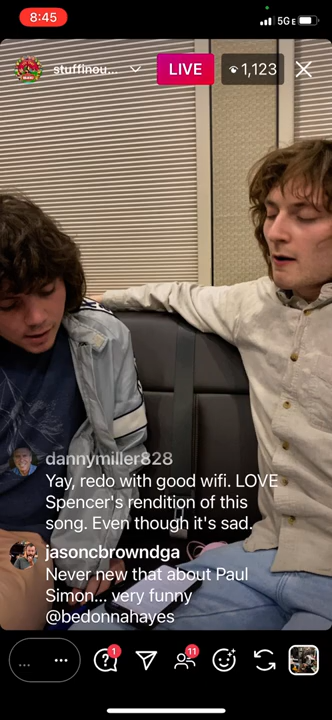 8:45
5GE
stuffinou...
LIVE
1,123
dannymiller828
Yay, redo with good wifi. LOVE
Spencer's rendition of this
song. Even though it's sad.
jasoncbrowndga
Never new that about Paul
Simon... very funny
@bedonnahayes
...
1
11